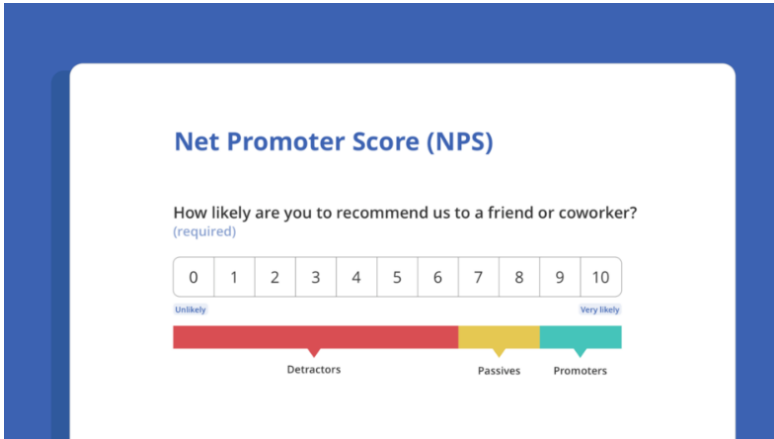 Net Promoter Score (NPS)
How likely are you to recommend us to a friend or coworker?
(required)
0 1 2 3 4 5 6 7 8 9 10
Unlikely Very likely
Detractors Passives Promoters